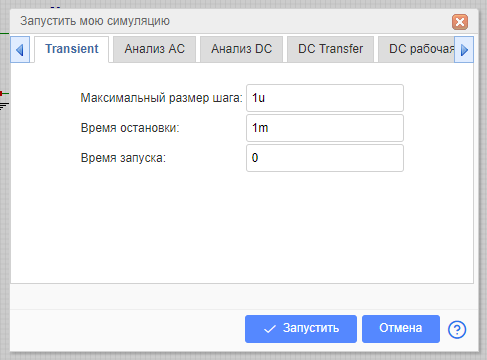 Запустить мою симуляцию
Transient Анализ AC Анализ DC DC Transfer DC рабочая
Максимальный размер шага: 1u
Время остановки: 1m
Время запуска: 0
Запустить Отмена ?